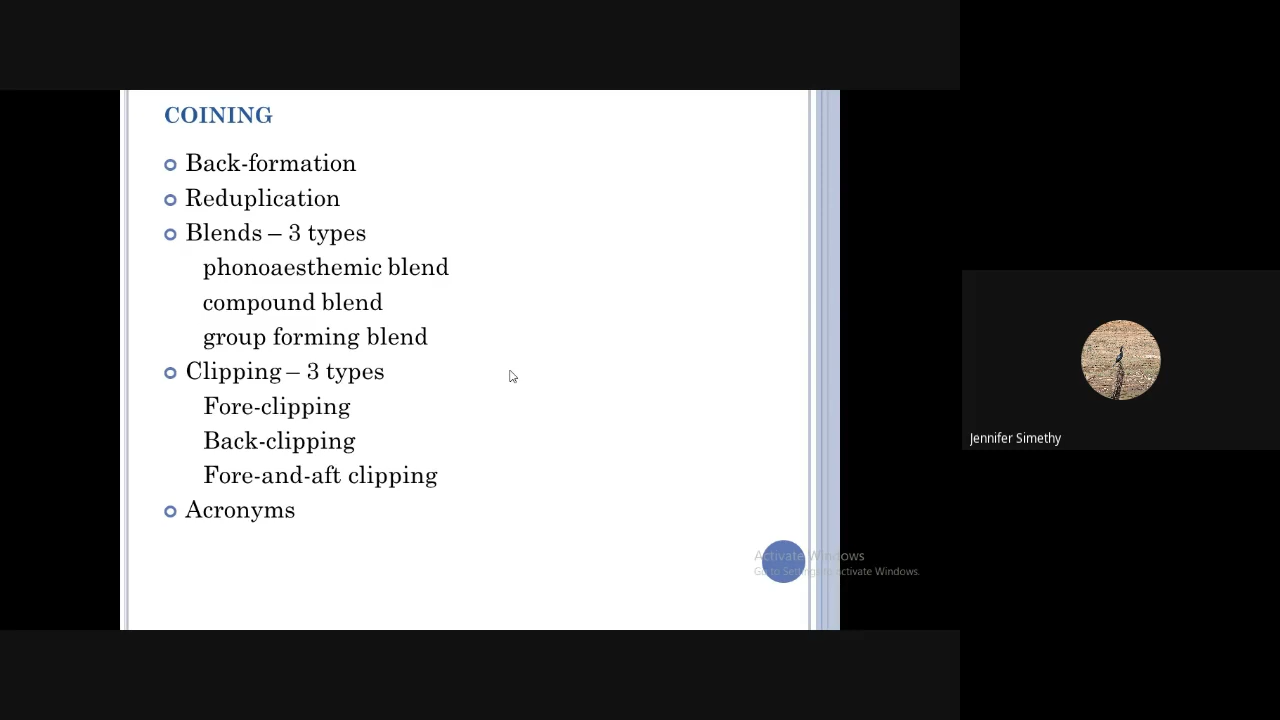 COINING
Back-formation
Reduplication
Blends – 3 types
phonoaesthemic blend
compound blend
group forming blend
Clipping – 3 types
Fore-clipping
Back-clipping
Fore-and-aft clipping
Acronyms
Activate Windows
Go to Settings to activate Windows.
Jennifer Simethy